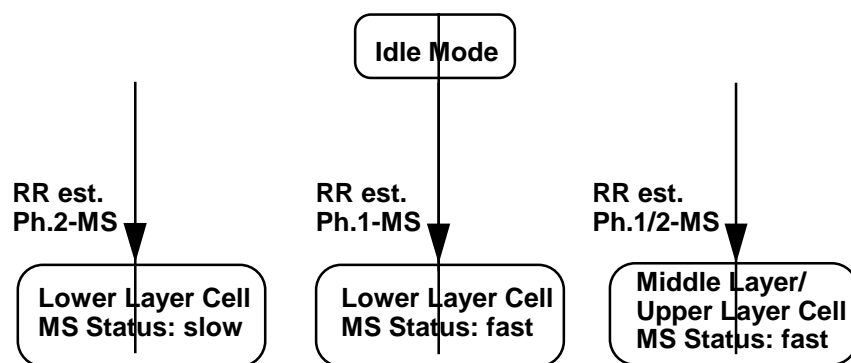 Idle Mode
RR est.
Ph.2-MS
RR est.
Ph.1-MS
RR est.
Ph.1/2-MS
Lower Layer Cell
MS Status: slow
Lower Layer Cell
MS Status: fast
Middle Layer/
Upper Layer Cell
MS Status: fast